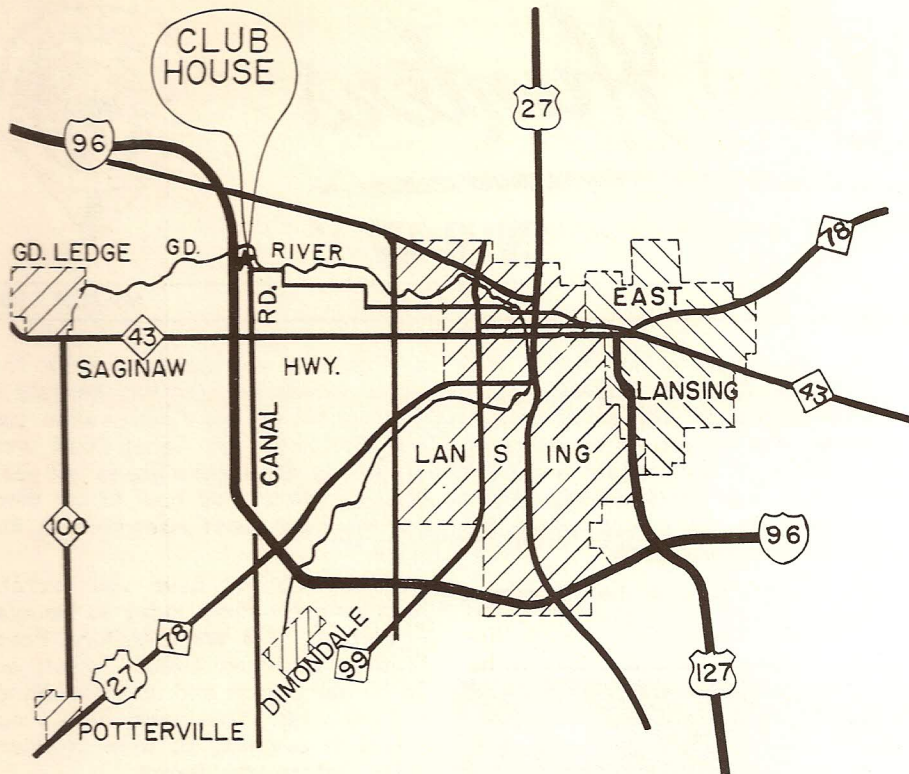 CLUB
HOUSE
27
96
78
GD. LEDGE GD. RIVER
EAST
RD.
43
SAGINAW HWY.
LANSING
43
CANAL
LAN S ING
100
96
78
27
DIMONDALE
99
127
POTTERVILLE